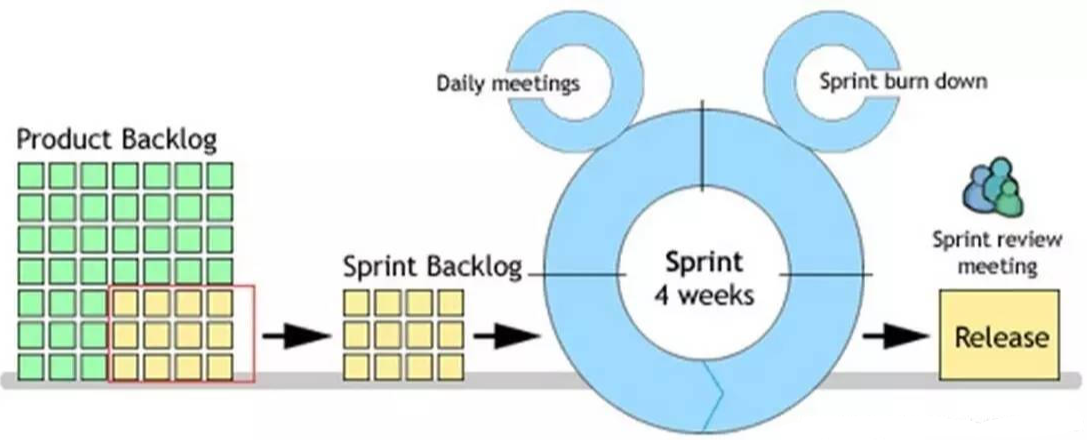 Daily meetings
Sprint burn down
Product Backlog
Sprint Backlog
Sprint
4 weeks
Sprint review
meeting
Release